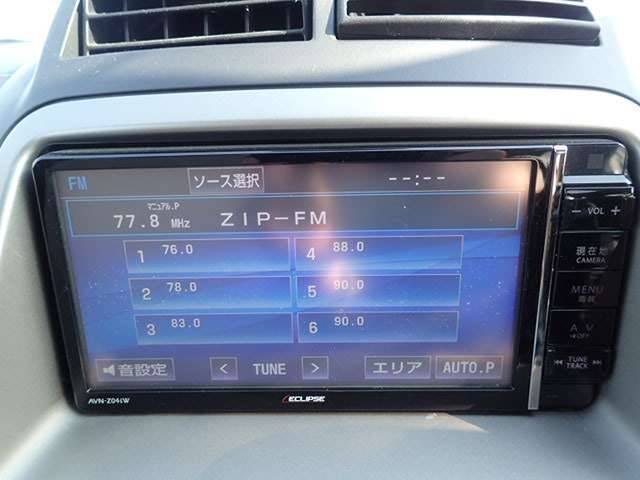 FM ソース選択 --:--
マニュアル.P
77.8 MHz ZIP-FM
1 76.0
4 88.0
2 78.0
5 90.0
3 83.0
6 90.0
音設定 < TUNE > エリア AUTO.P
AVN-Z04iW
ECLIPSE
− VOL +
現在地
CAMERA
MENU
AV
OFF
TUNE
TRACK